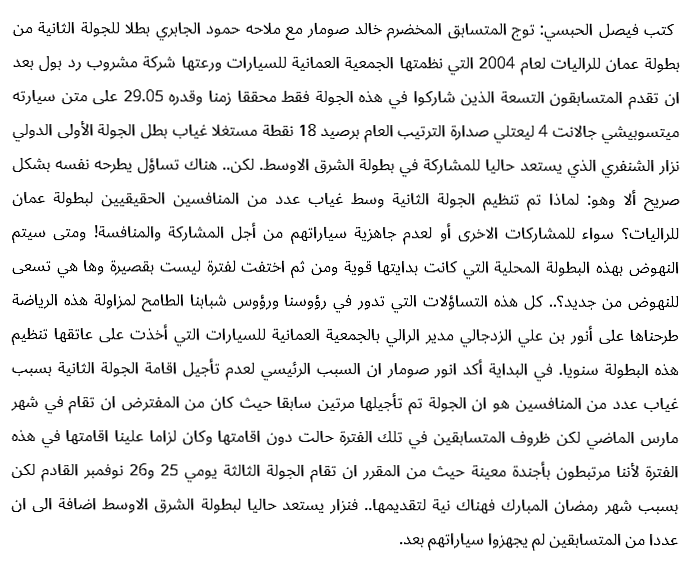 كتب فيصل الحبسي: توج المتسابق المخضرم خالد صومار مع ملاحه حمود الجابري بطلا للجولة الثانية من
بطولة عمان للراليات لعام 2004 التي نظمتها الجمعية العمانية للسيارات ورعتها شركة مشروب رد بول بعد
ان تقدم المتسابقون التسعة الذين شاركوا في هذه الجولة فقط محققا زمنا وقدره 29.05 على متن سيارته
ميتسوبيشي جالانت 4 ليعتلي صدارة الترتيب العام برصيد 18 نقطة مستغلا غياب بطل الجولة الأولى الدولي
نزار الشنفري الذي يستعد حاليا للمشاركة في بطولة الشرق الاوسط. لكن.. هناك تساؤل يطرحه نفسه بشكل
صريح ألا وهو: لماذا تم تنظيم الجولة الثانية وسط غياب عدد من المنافسين الحقيقيين لبطولة عمان
للراليات؟ سواء للمشاركات الاخرى أو لعدم جاهزية سياراتهم من أجل المشاركة والمنافسة! ومتى سيتم
النهوض بهذه البطولة المحلية التي كانت بدايتها قوية ومن ثم اختفت لفترة ليست بقصيرة وها هي تسعى
للنهوض من جديد؟.. كل هذه التساؤلات التي تدور في رؤوسنا ورؤوس شبابنا الطامح لمزاولة هذه الرياضة
طرحناها على أنور بن علي الزدجالي مدير الرالي بالجمعية العمانية للسيارات التي أخذت على عاتقها تنظيم
هذه البطولة سنويا. في البداية أكد انور صومار ان السبب الرئيسي لعدم تأجيل اقامة الجولة الثانية بسبب
غياب عدد من المنافسين هو ان الجولة تم تأجيلها مرتين سابقا حيث كان من المفترض ان تقام في شهر
مارس الماضي لكن ظروف المتسابقين في تلك الفترة حالت دون اقامتها وكان لزاما علينا اقامتها في هذه
الفترة لأننا مرتبطون بأجندة معينة حيث من المقرر ان تقام الجولة الثالثة يومي 25 و26 نوفمبر القادم لكن
بسبب شهر رمضان المبارك فهناك نية لتقديمها.. فنزار يستعد حاليا لبطولة الشرق الاوسط اضافة الى ان
عددا من المتسابقين لم يجهزوا سياراتهم بعد.